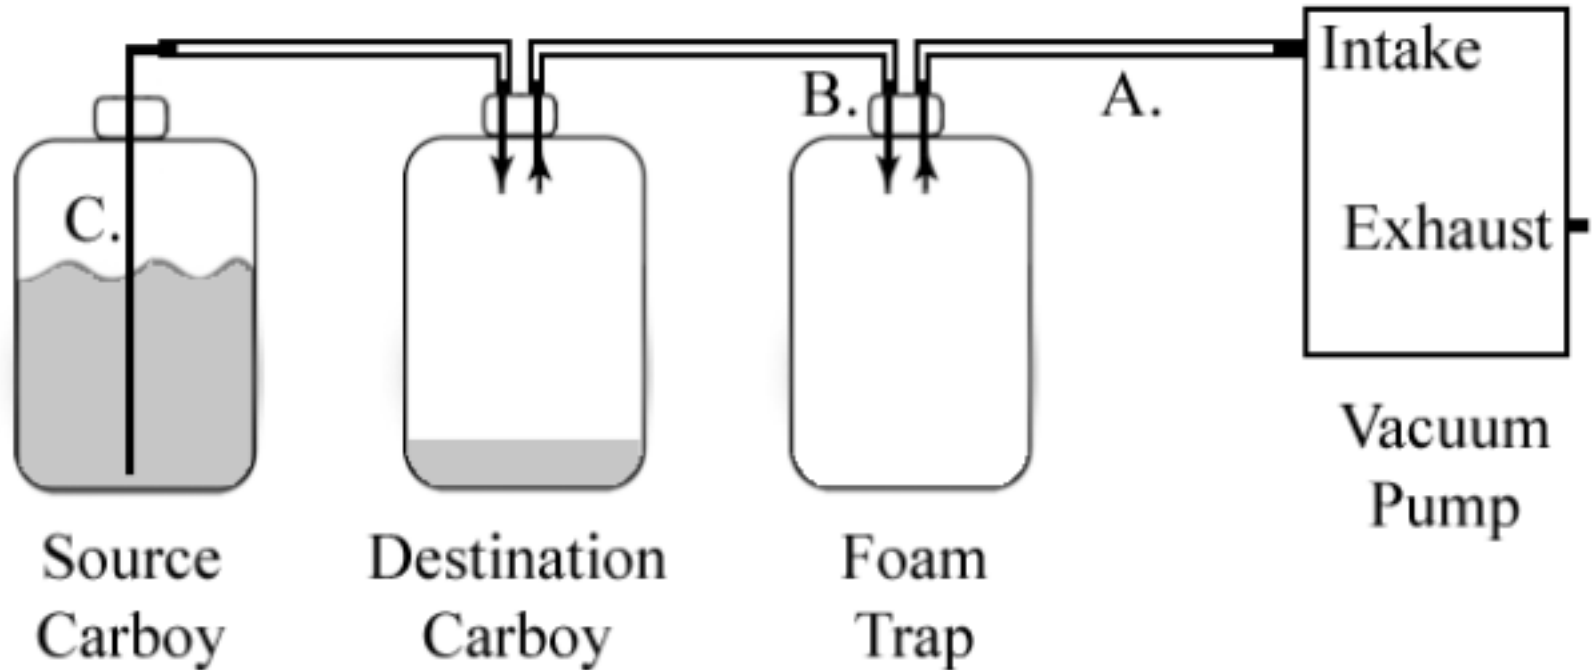 Intake
B.
A.
C.
Exhaust
Source
Carboy
Destination
Carboy
Foam
Trap
Vacuum
Pump